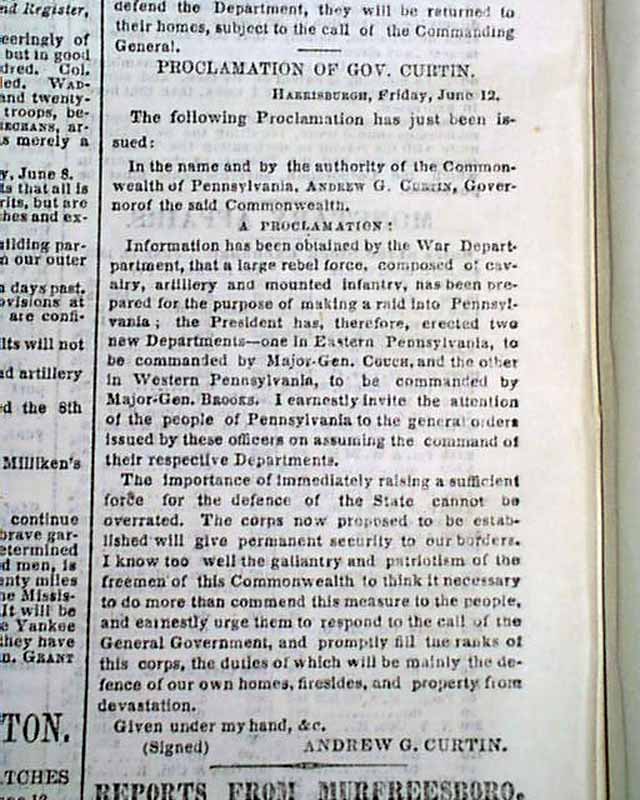 nd Register,
eeringly of
but in good
dred. Col.
led. WAD-
and twenty-
troops, be-
ECRANS, ar-
s merely a
y, June 8.
ts that all is
rits, but are
hes and ex-
uilding par-
n our outer
n days past,
ovisions at
are confi-
lts will not
ad artillery
ed the 8th
Milliken's
continue
brave gar-
etermined
d men, is
enty miles
he Missis-
It will be
e Yankee
they have
n. GRANT
TON.
ATCHES
defend the Department, they will be returned to
their homes, subject to the call of the Commanding
General.
PROCLAMATION OF GOV. CURTIN.
HARRISBURGH, Friday, June 12.
The following Proclamation has just been is-
sued:
In the name and by the authority of the Common-
wealth of Pennsylvania, ANDREW G. CURTIN, Gover-
norof the said Commonwealth.
A PROCLAMATION:
Information has been obtained by the War Depart-
partment, that a large rebel force, composed of cav-
alry, artillery and mounted infantry, has been pre-
pared for the purpose of making a raid into Pennsyl-
vania; the President has, therefore, erected two
new Departments—one in Eastern Pennsylvania, to
be commanded by Major-Gen. COUCH, and the other
in Western Pennsylvania, to be commanded by
Major-Gen. BROOKS. I earnestly invite the attention
of the people of Pennsylvania to the general orders
issued by these officers on assuming the command of
their respective Departments.
The importance of immediately raising a sufficient
force for the defence of the State cannot be
overrated. The corps now proposed to be estab-
lished will give permanent security to our borders.
I know too well the gallantry and patriotism of the
freemen of this Commonwealth to think it necessary
to do more than commend this measure to the people,
and earnestly urge them to respond to the call of the
General Government, and promptly fill the ranks of
this corps, the duties of which will be mainly the de-
fence of our own homes, firesides, and property from
devastation.
Given under my hand, &c.
(Signed) ANDREW G. CURTIN.
REPORTS FROM MURFREESBORO.